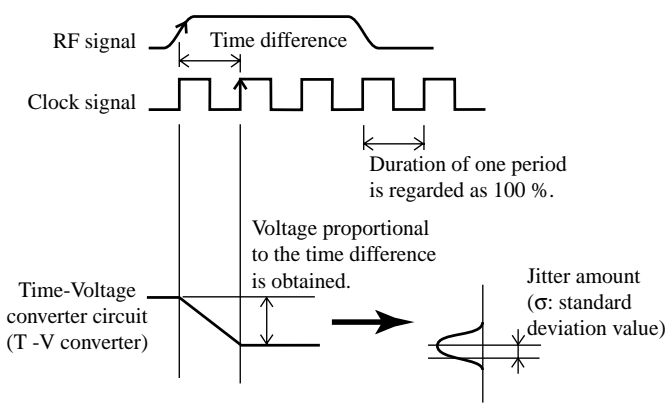 RF signal
Time difference
Clock signal
Duration of one period
is regarded as 100 %.
Voltage proportional
to the time difference
is obtained.
Time-Voltage
converter circuit
(T -V converter)
Jitter amount
(σ: standard
deviation value)